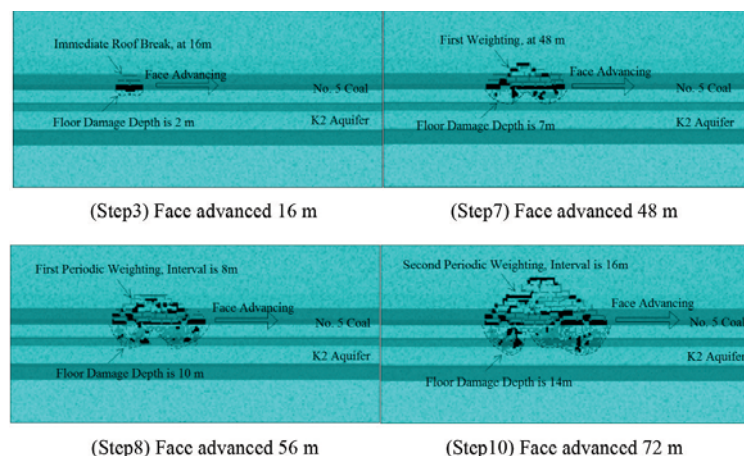 Immediate Roof Break, at 16m
Face Advancing
No. 5 Coal
K2 Aquifer
Floor Damage Depth is 2 m
(Step3) Face advanced 16 m
First Weighting, at 48 m
Face Advancing
No. 5 Coal
K2 Aquifer
Floor Damage Depth is 7m
(Step7) Face advanced 48 m
First Periodic Weighting, Interval is 8m
Face Advancing
No. 5 Coal
K2 Aquifer
Floor Damage Depth is 10 m
(Step8) Face advanced 56 m
Second Periodic Weighting, Interval is 16m
Face Advancing
No. 5 Coal
K2 Aquifer
Floor Damage Depth is 14m
(Step10) Face advanced 72 m